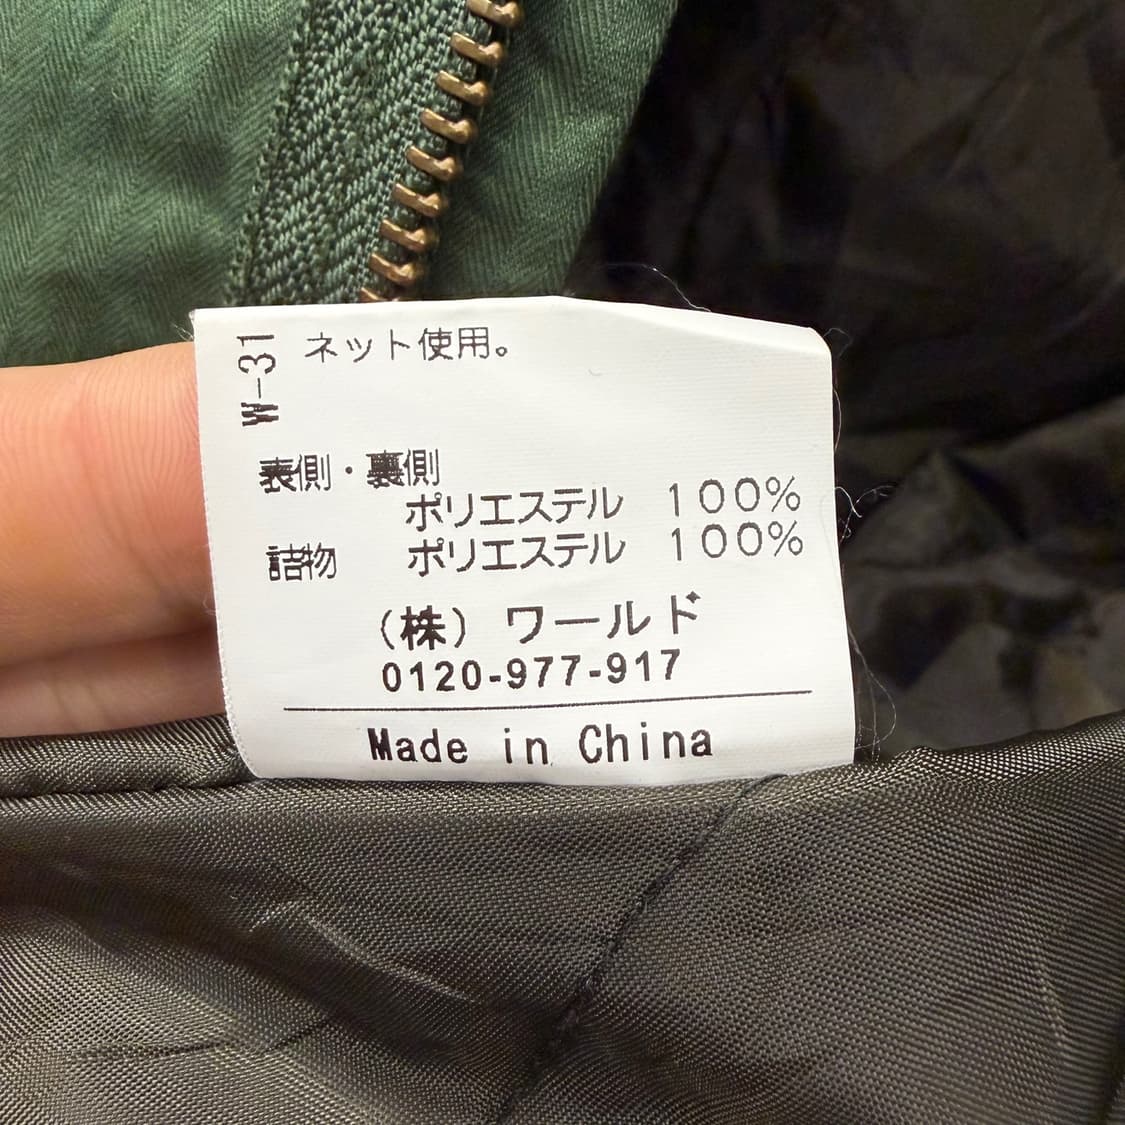 W-31
ネット使用。
表側・裏側
ポリエステル 100%
詰物 ポリエステル 100%
(株) ワールド
0120-977-917
Made in China